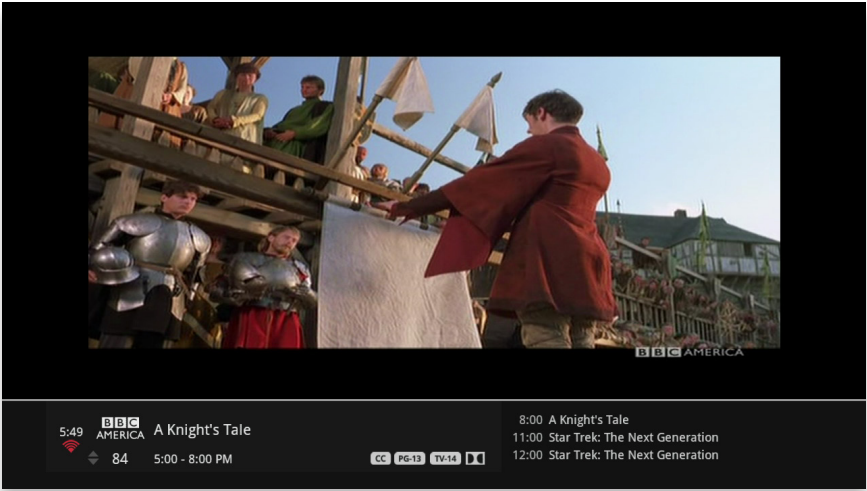 BBC AMERICA
5:49
BBC
AMERICA
A Knight's Tale
84
5:00 - 8:00 PM
CC
PG-13
TV-14
8:00 A Knight's Tale
11:00 Star Trek: The Next Generation
12:00 Star Trek: The Next Generation